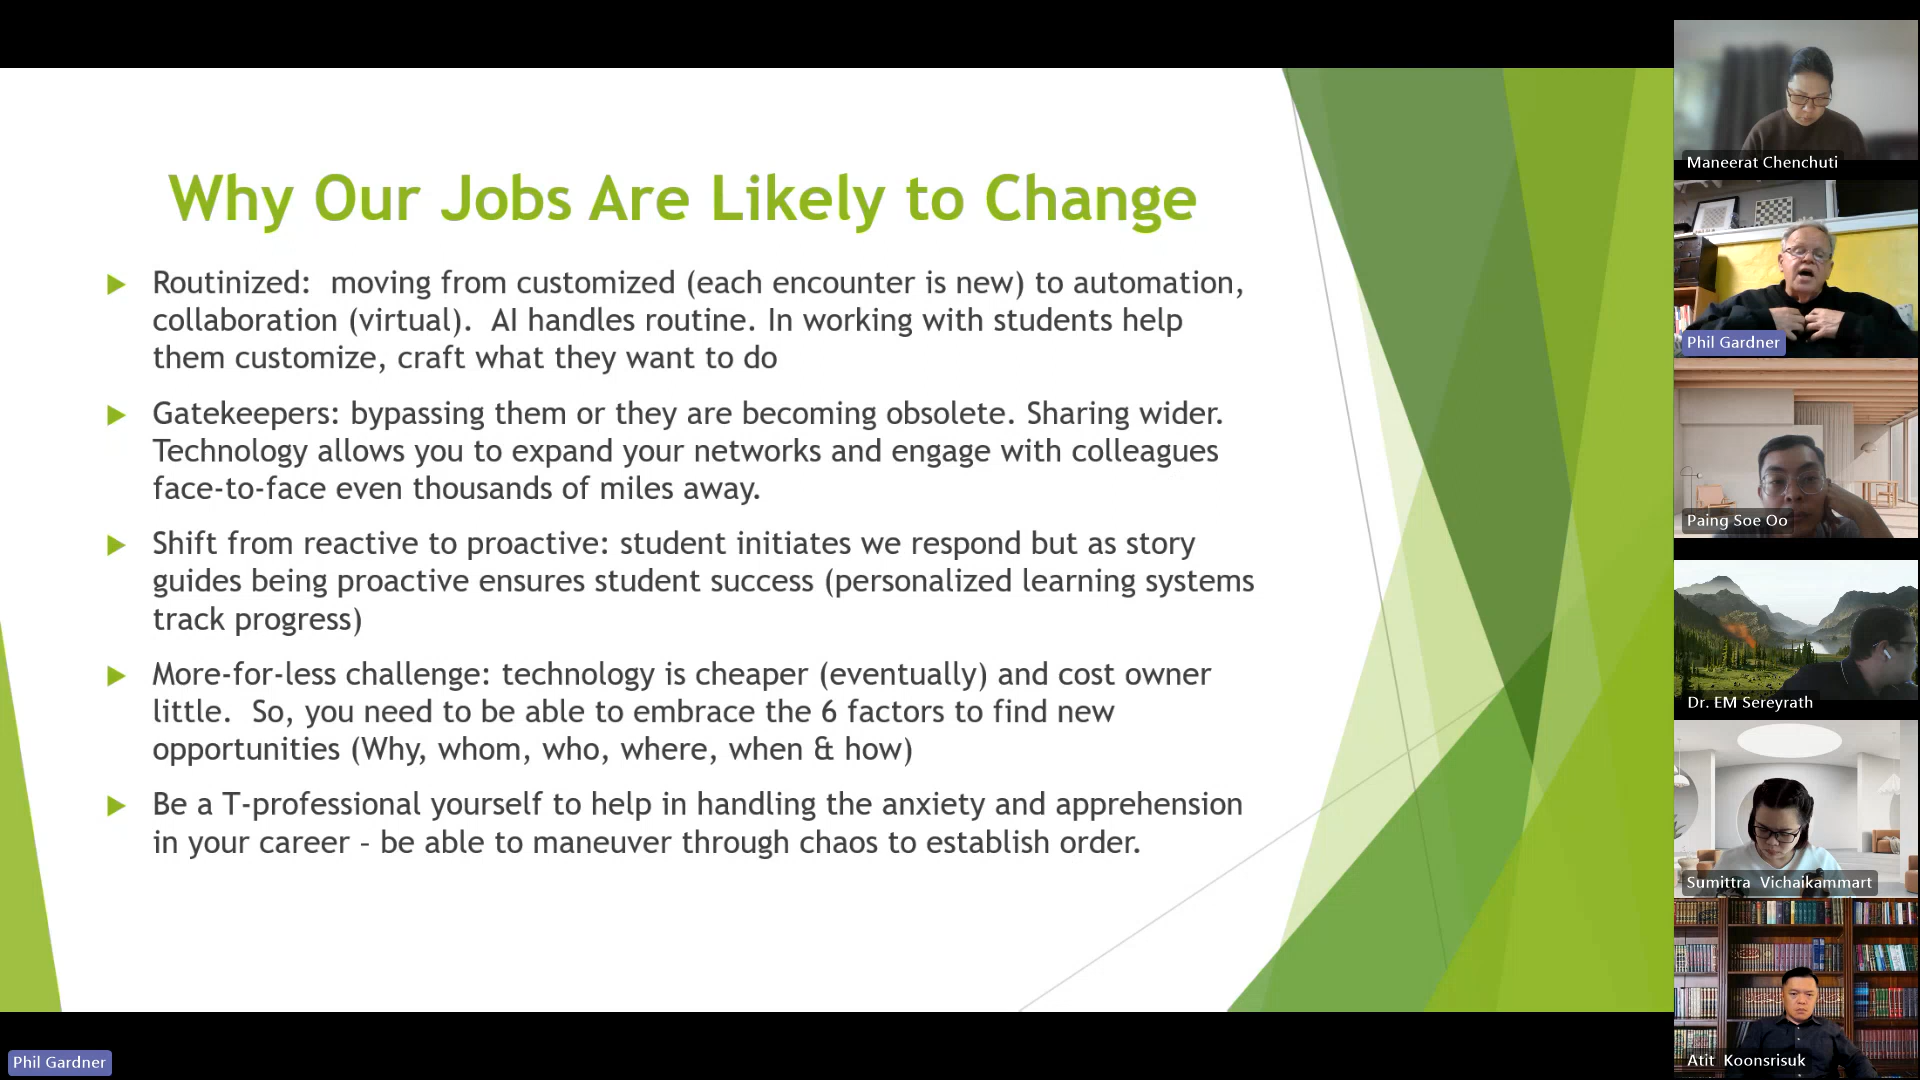 Why Our Jobs Are Likely to Change
Routinized:  moving from customized (each encounter is new) to automation,
collaboration (virtual).  AI handles routine. In working with students help
them customize, craft what they want to do
Gatekeepers: bypassing them or they are becoming obsolete. Sharing wider.
Technology allows you to expand your networks and engage with colleagues
face-to-face even thousands of miles away.
Shift from reactive to proactive: student initiates we respond but as story
guides being proactive ensures student success (personalized learning systems
track progress)
More-for-less challenge: technology is cheaper (eventually) and cost owner
little.  So, you need to be able to embrace the 6 factors to find new
opportunities (Why, whom, who, where, when & how)
Be a T-professional yourself to help in handling the anxiety and apprehension
in your career – be able to maneuver through chaos to establish order.
Phil Gardner
Maneerat Chenchuti
Phil Gardner
Paing Soe Oo
Dr. EM Sereyrath
Sumittra  Vichaikammart
Atit  Koonsrisuk